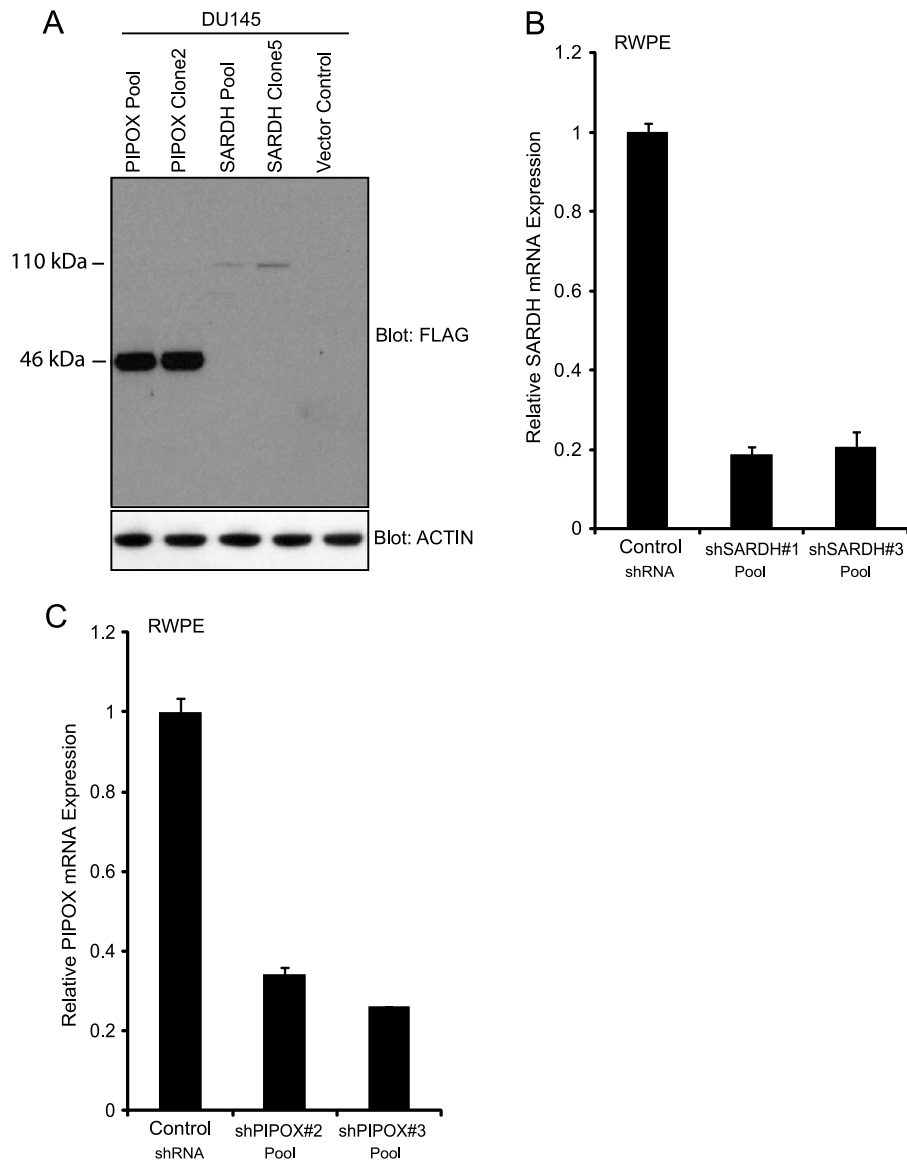 A
DU145
PIPOX Pool
PIPOX Clone2
SARDH Pool
SARDH Clone5
Vector Control
110 kDa –
46 kDa –
Blot: FLAG
Blot: ACTIN
B
RWPE
Relative SARDH mRNA Expression
1.2
1
0.8
0.6
0.4
0.2
0
Control shRNA
shSARDH#1 Pool
shSARDH#3 Pool
C
RWPE
Relative PIPOX mRNA Expression
1.2
1
0.8
0.6
0.4
0.2
0
Control shRNA
shPIPOX#2 Pool
shPIPOX#3 Pool